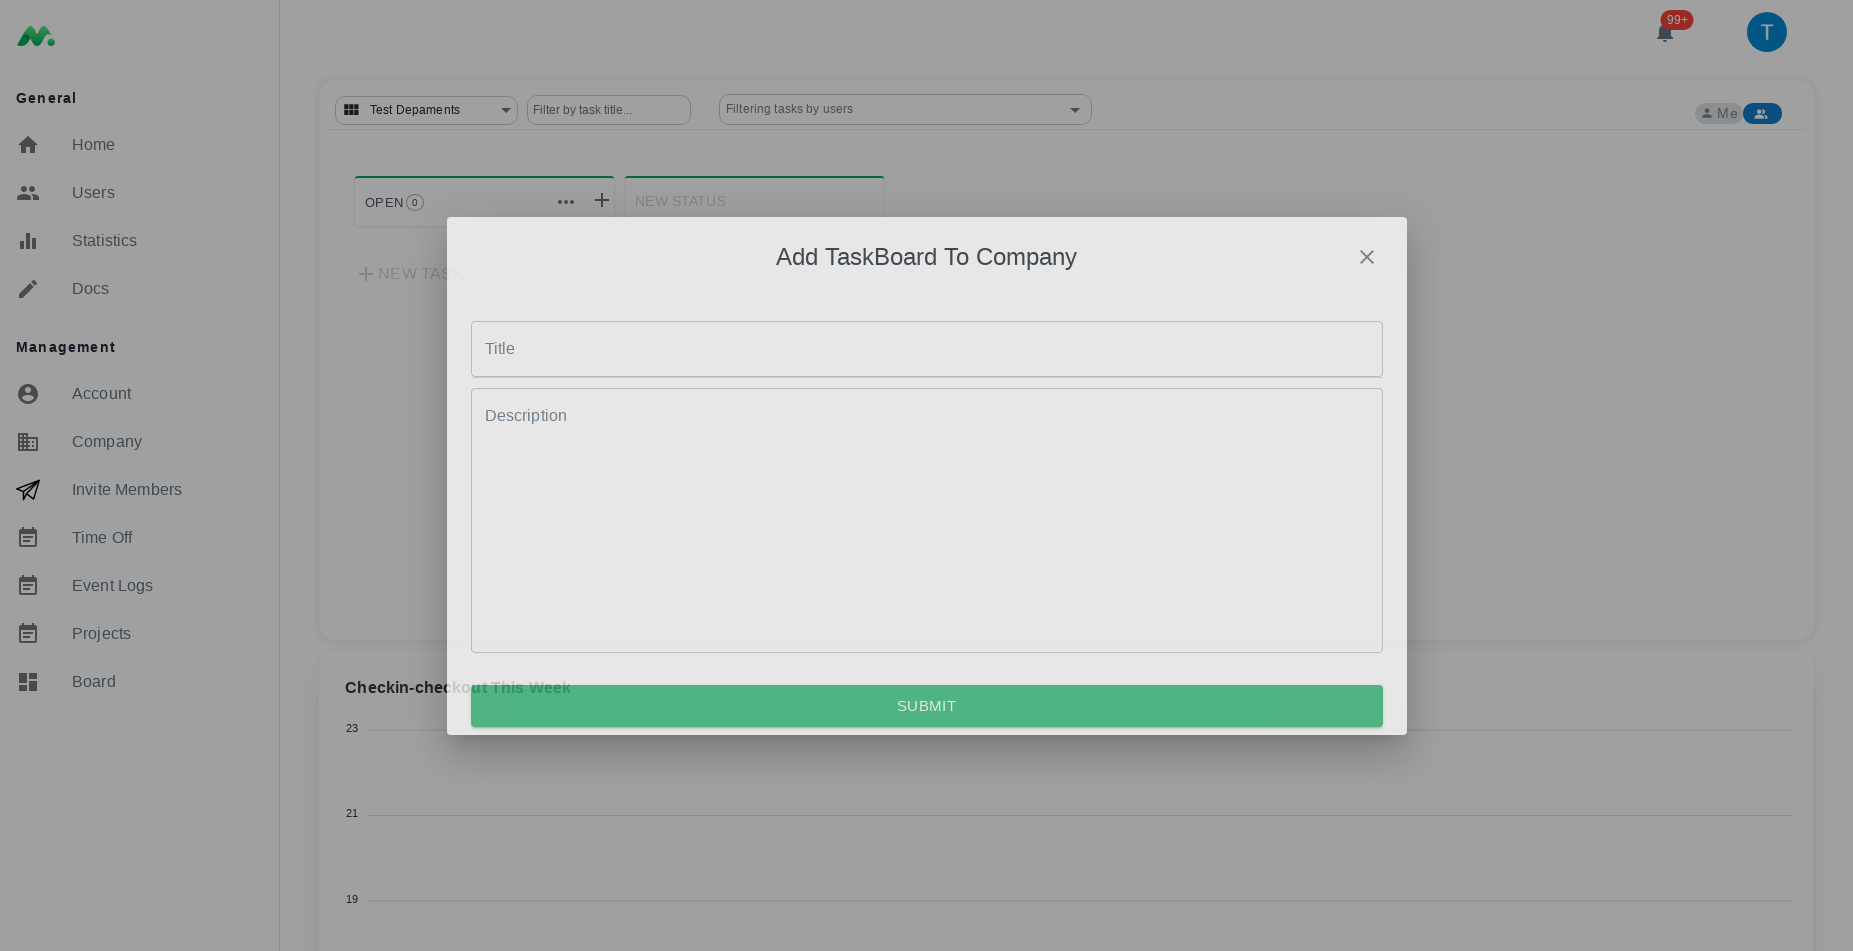 99+
T
General
Home
Users
Statistics
Docs
Management
Account
Company
Invite Members
Time Off
Event Logs
Projects
Board
Test Depaments
Filter by task title...
Filtering tasks by users
Me
OPEN 0
NEW STATUS
NEW TASK
Add TaskBoard To Company
Title
Description
SUBMIT
Checkin-checkout This Week
23
21
19